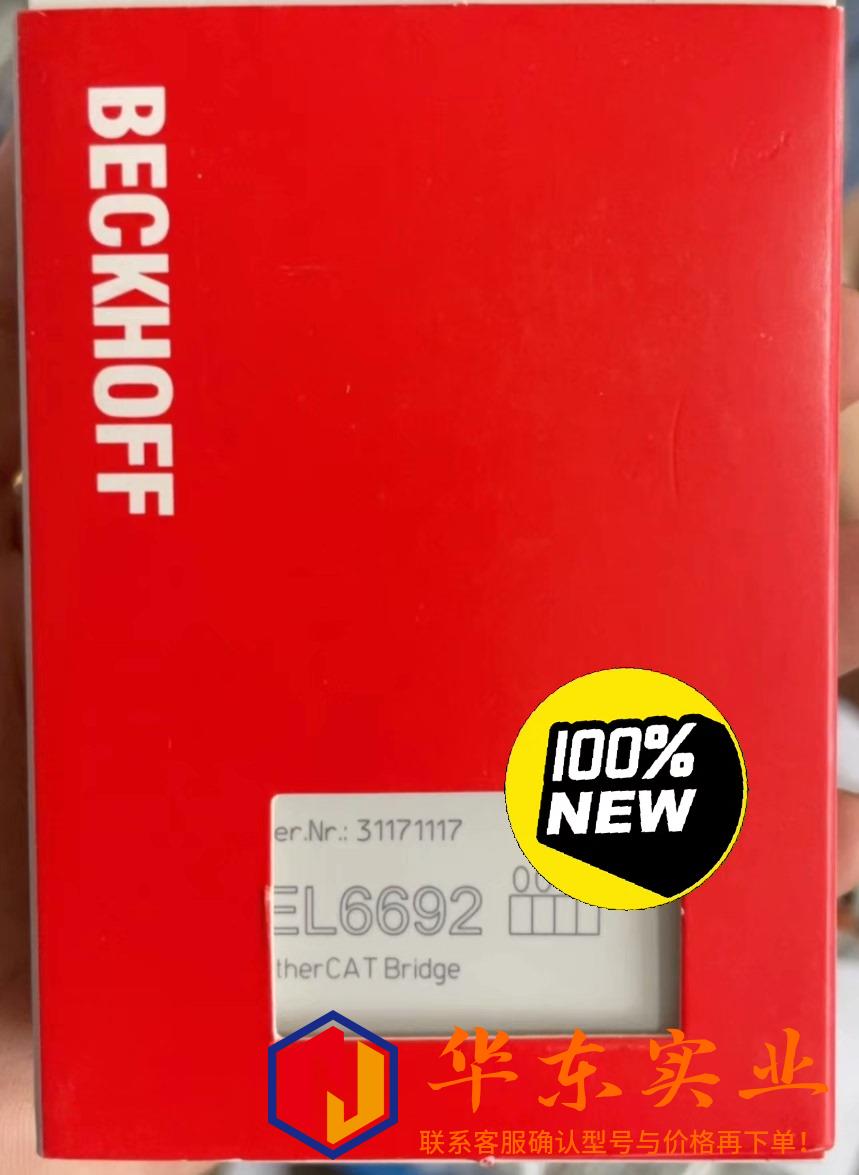 BECKHOFF
100%
NEW
er.Nr.: 31171117
EL6692
therCAT Bridge
华东实业
联系客服确认型号与价格再下单！